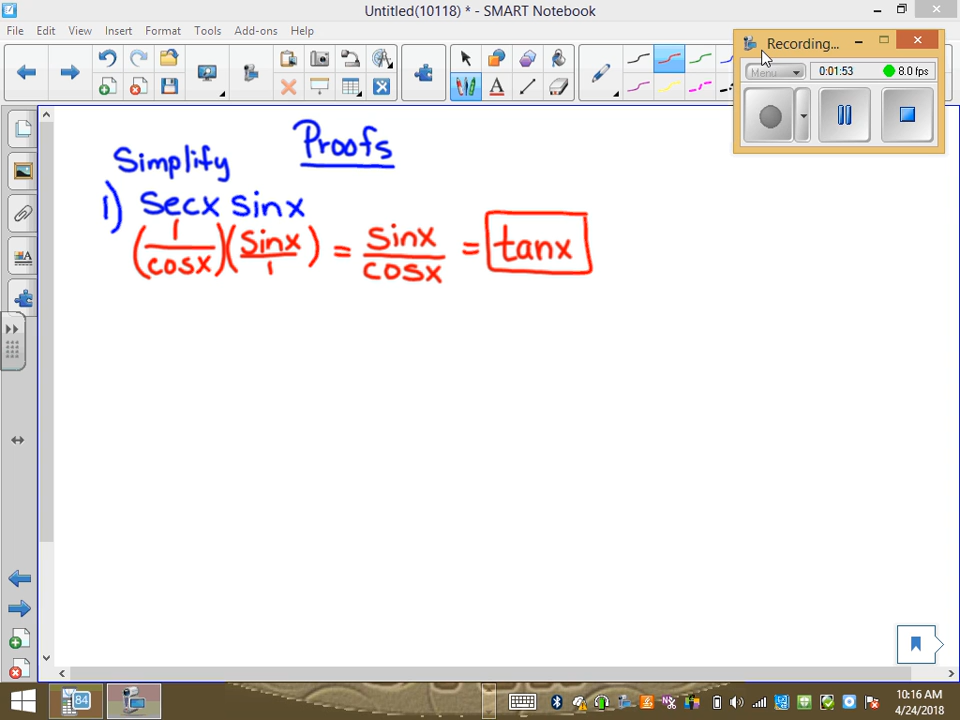 Untitled(10118) * - SMART Notebook
File Edit View Insert Format Tools Add-ons Help
Recording...
Menu 0:01:53 8.0 fps
A
Proofs
Simplify
1) secx sinx
(1/cosx)(sinx/1) = sinx/cosx = tanx
84
10:16 AM
4/24/2018